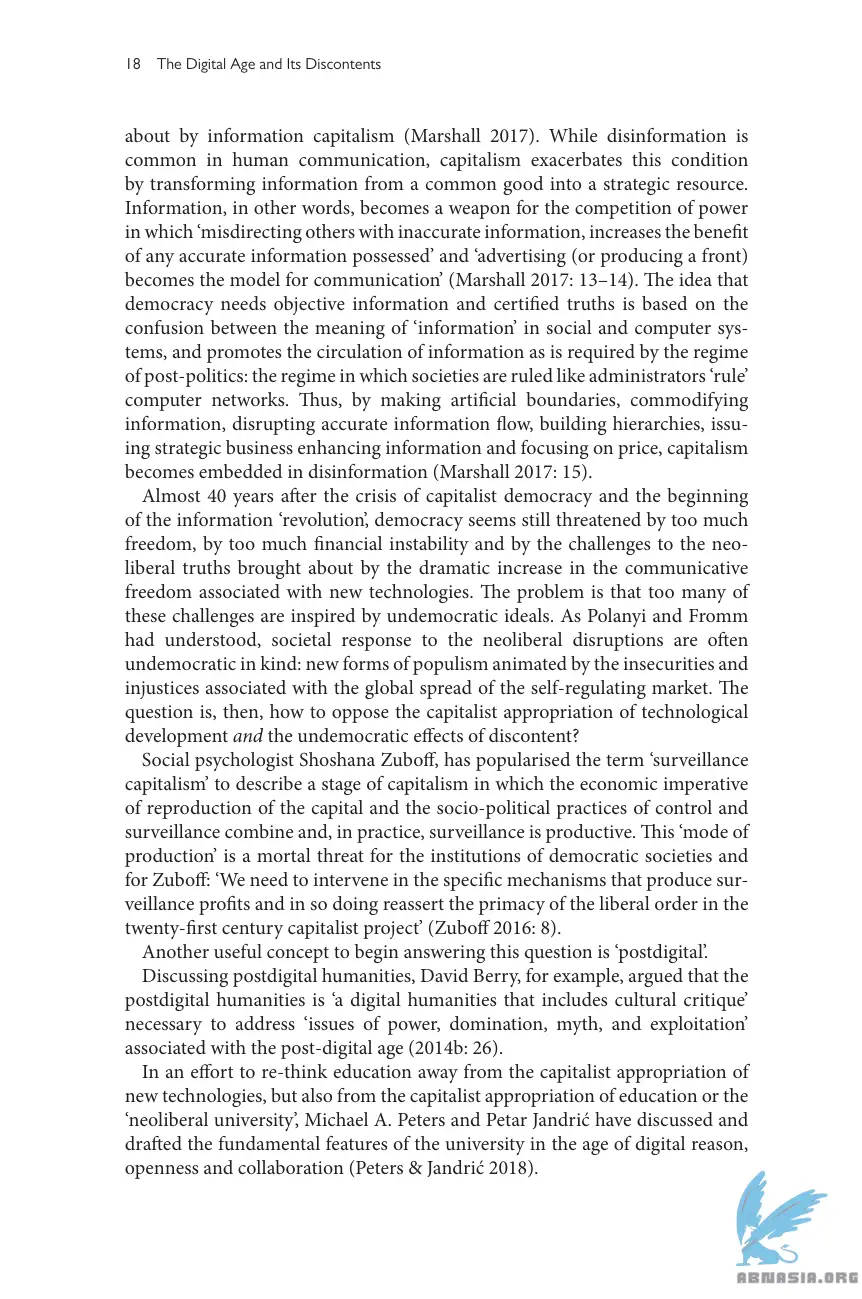 18 The Digital Age and Its Discontents
about by information capitalism (Marshall 2017). While disinformation is
common in human communication, capitalism exacerbates this condition
by transforming information from a common good into a strategic resource.
Information, in other words, becomes a weapon for the competition of power
in which ‘misdirecting others with inaccurate information, increases the benefit
of any accurate information possessed’ and ‘advertising (or producing a front)
becomes the model for communication’ (Marshall 2017: 13–14). The idea that
democracy needs objective information and certified truths is based on the
confusion between the meaning of ‘information’ in social and computer sys-
tems, and promotes the circulation of information as is required by the regime
of post-politics: the regime in which societies are ruled like administrators ‘rule’
computer networks. Thus, by making artificial boundaries, commodifying
information, disrupting accurate information flow, building hierarchies, issu-
ing strategic business enhancing information and focusing on price, capitalism
becomes embedded in disinformation (Marshall 2017: 15).
Almost 40 years after the crisis of capitalist democracy and the beginning
of the information ‘revolution’, democracy seems still threatened by too much
freedom, by too much financial instability and by the challenges to the neo-
liberal truths brought about by the dramatic increase in the communicative
freedom associated with new technologies. The problem is that too many of
these challenges are inspired by undemocratic ideals. As Polanyi and Fromm
had understood, societal response to the neoliberal disruptions are often
undemocratic in kind: new forms of populism animated by the insecurities and
injustices associated with the global spread of the self-regulating market. The
question is, then, how to oppose the capitalist appropriation of technological
development and the undemocratic effects of discontent?
Social psychologist Shoshana Zuboff, has popularised the term ‘surveillance
capitalism’ to describe a stage of capitalism in which the economic imperative
of reproduction of the capital and the socio-political practices of control and
surveillance combine and, in practice, surveillance is productive. This ‘mode of
production’ is a mortal threat for the institutions of democratic societies and
for Zuboff: ‘We need to intervene in the specific mechanisms that produce sur-
veillance profits and in so doing reassert the primacy of the liberal order in the
twenty-first century capitalist project’ (Zuboff 2016: 8).
Another useful concept to begin answering this question is ‘postdigital’.
Discussing postdigital humanities, David Berry, for example, argued that the
postdigital humanities is ‘a digital humanities that includes cultural critique’
necessary to address ‘issues of power, domination, myth, and exploitation’
associated with the post-digital age (2014b: 26).
In an effort to re-think education away from the capitalist appropriation of
new technologies, but also from the capitalist appropriation of education or the
‘neoliberal university’, Michael A. Peters and Petar Jandrić have discussed and
drafted the fundamental features of the university in the age of digital reason,
openness and collaboration (Peters & Jandrić 2018).
ABNASIA.ORG